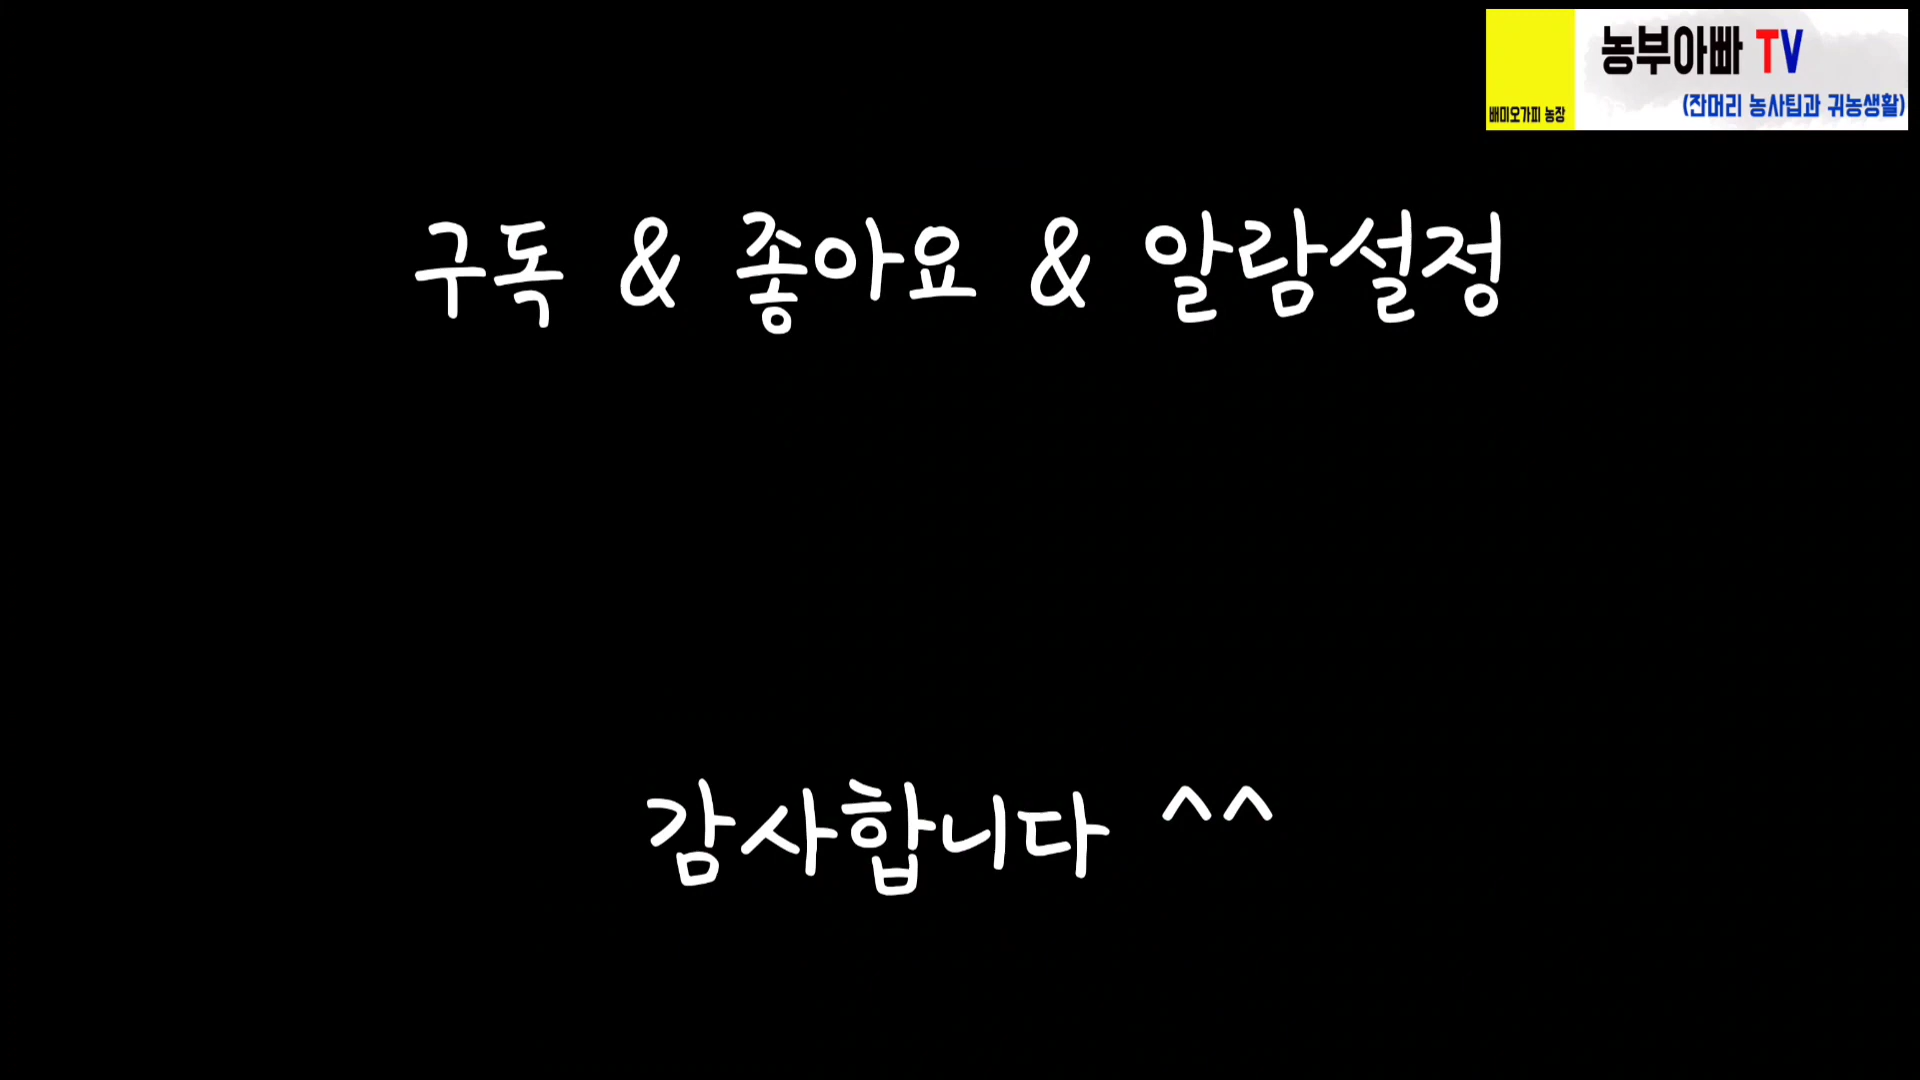 농부아빠 TV
(잔머리 농사팁과 귀농생활)
배미오가피 농장
구독 & 좋아요 & 알람설정
감사합니다 ^^